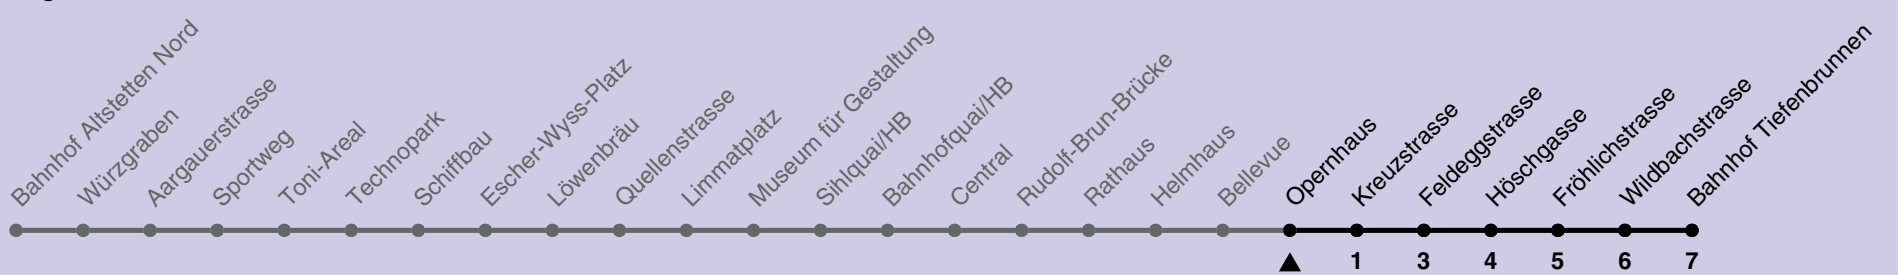 Bahnhof Altstetten Nord
Würzgraben
Aargauerstrasse
Sportweg
Toni-Areal
Technopark
Schiffbau
Escher-Wyss-Platz
Löwenbräu
Quellenstrasse
Limmatplatz
Museum für Gestaltung
Sihlquai/HB
Bahnhofquai/HB
Central
Rudolf-Brun-Brücke
Rathaus
Helmhaus
Bellevue
Opernhaus
Kreuzstrasse
Feldeggstrasse
Höschgasse
Fröhlichstrasse
Wildbachstrasse
Bahnhof Tiefenbrunnen
1 3 4 5 6 7